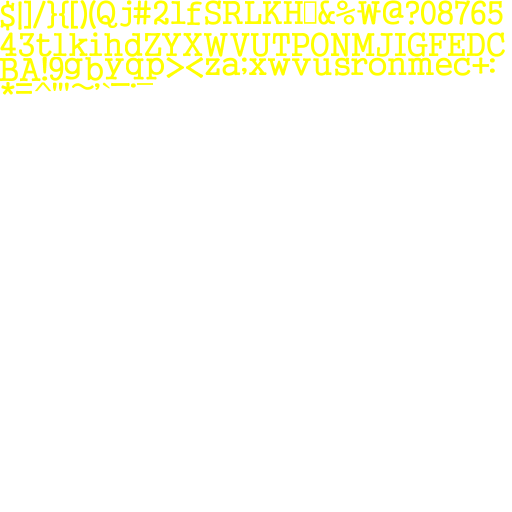 $|]/}{[)(Qj#2lfSRLKH□&%₩@?08765
43tlkihdZYXWVUTPONMJIGFEDC
BA!9gbyqp><za:xwvusronmec+:
*=^"!~"`—·=